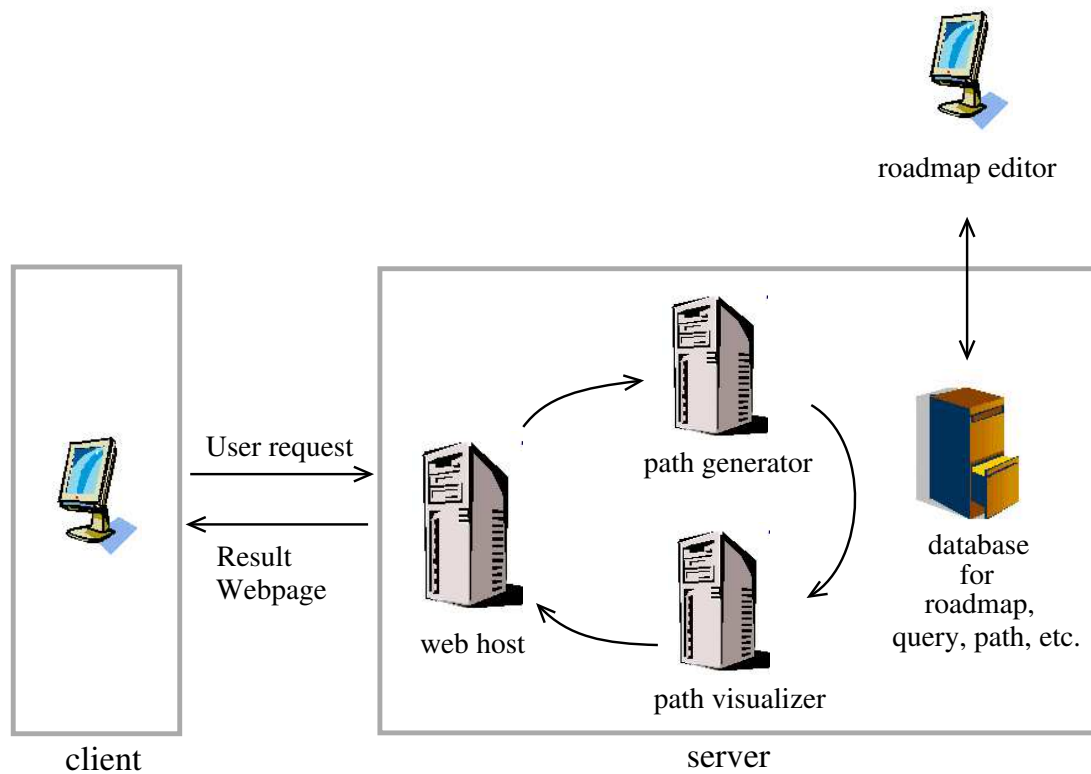 roadmap editor
User request
Result
Webpage
path generator
web host
path visualizer
database
for
roadmap,
query, path, etc.
client
server